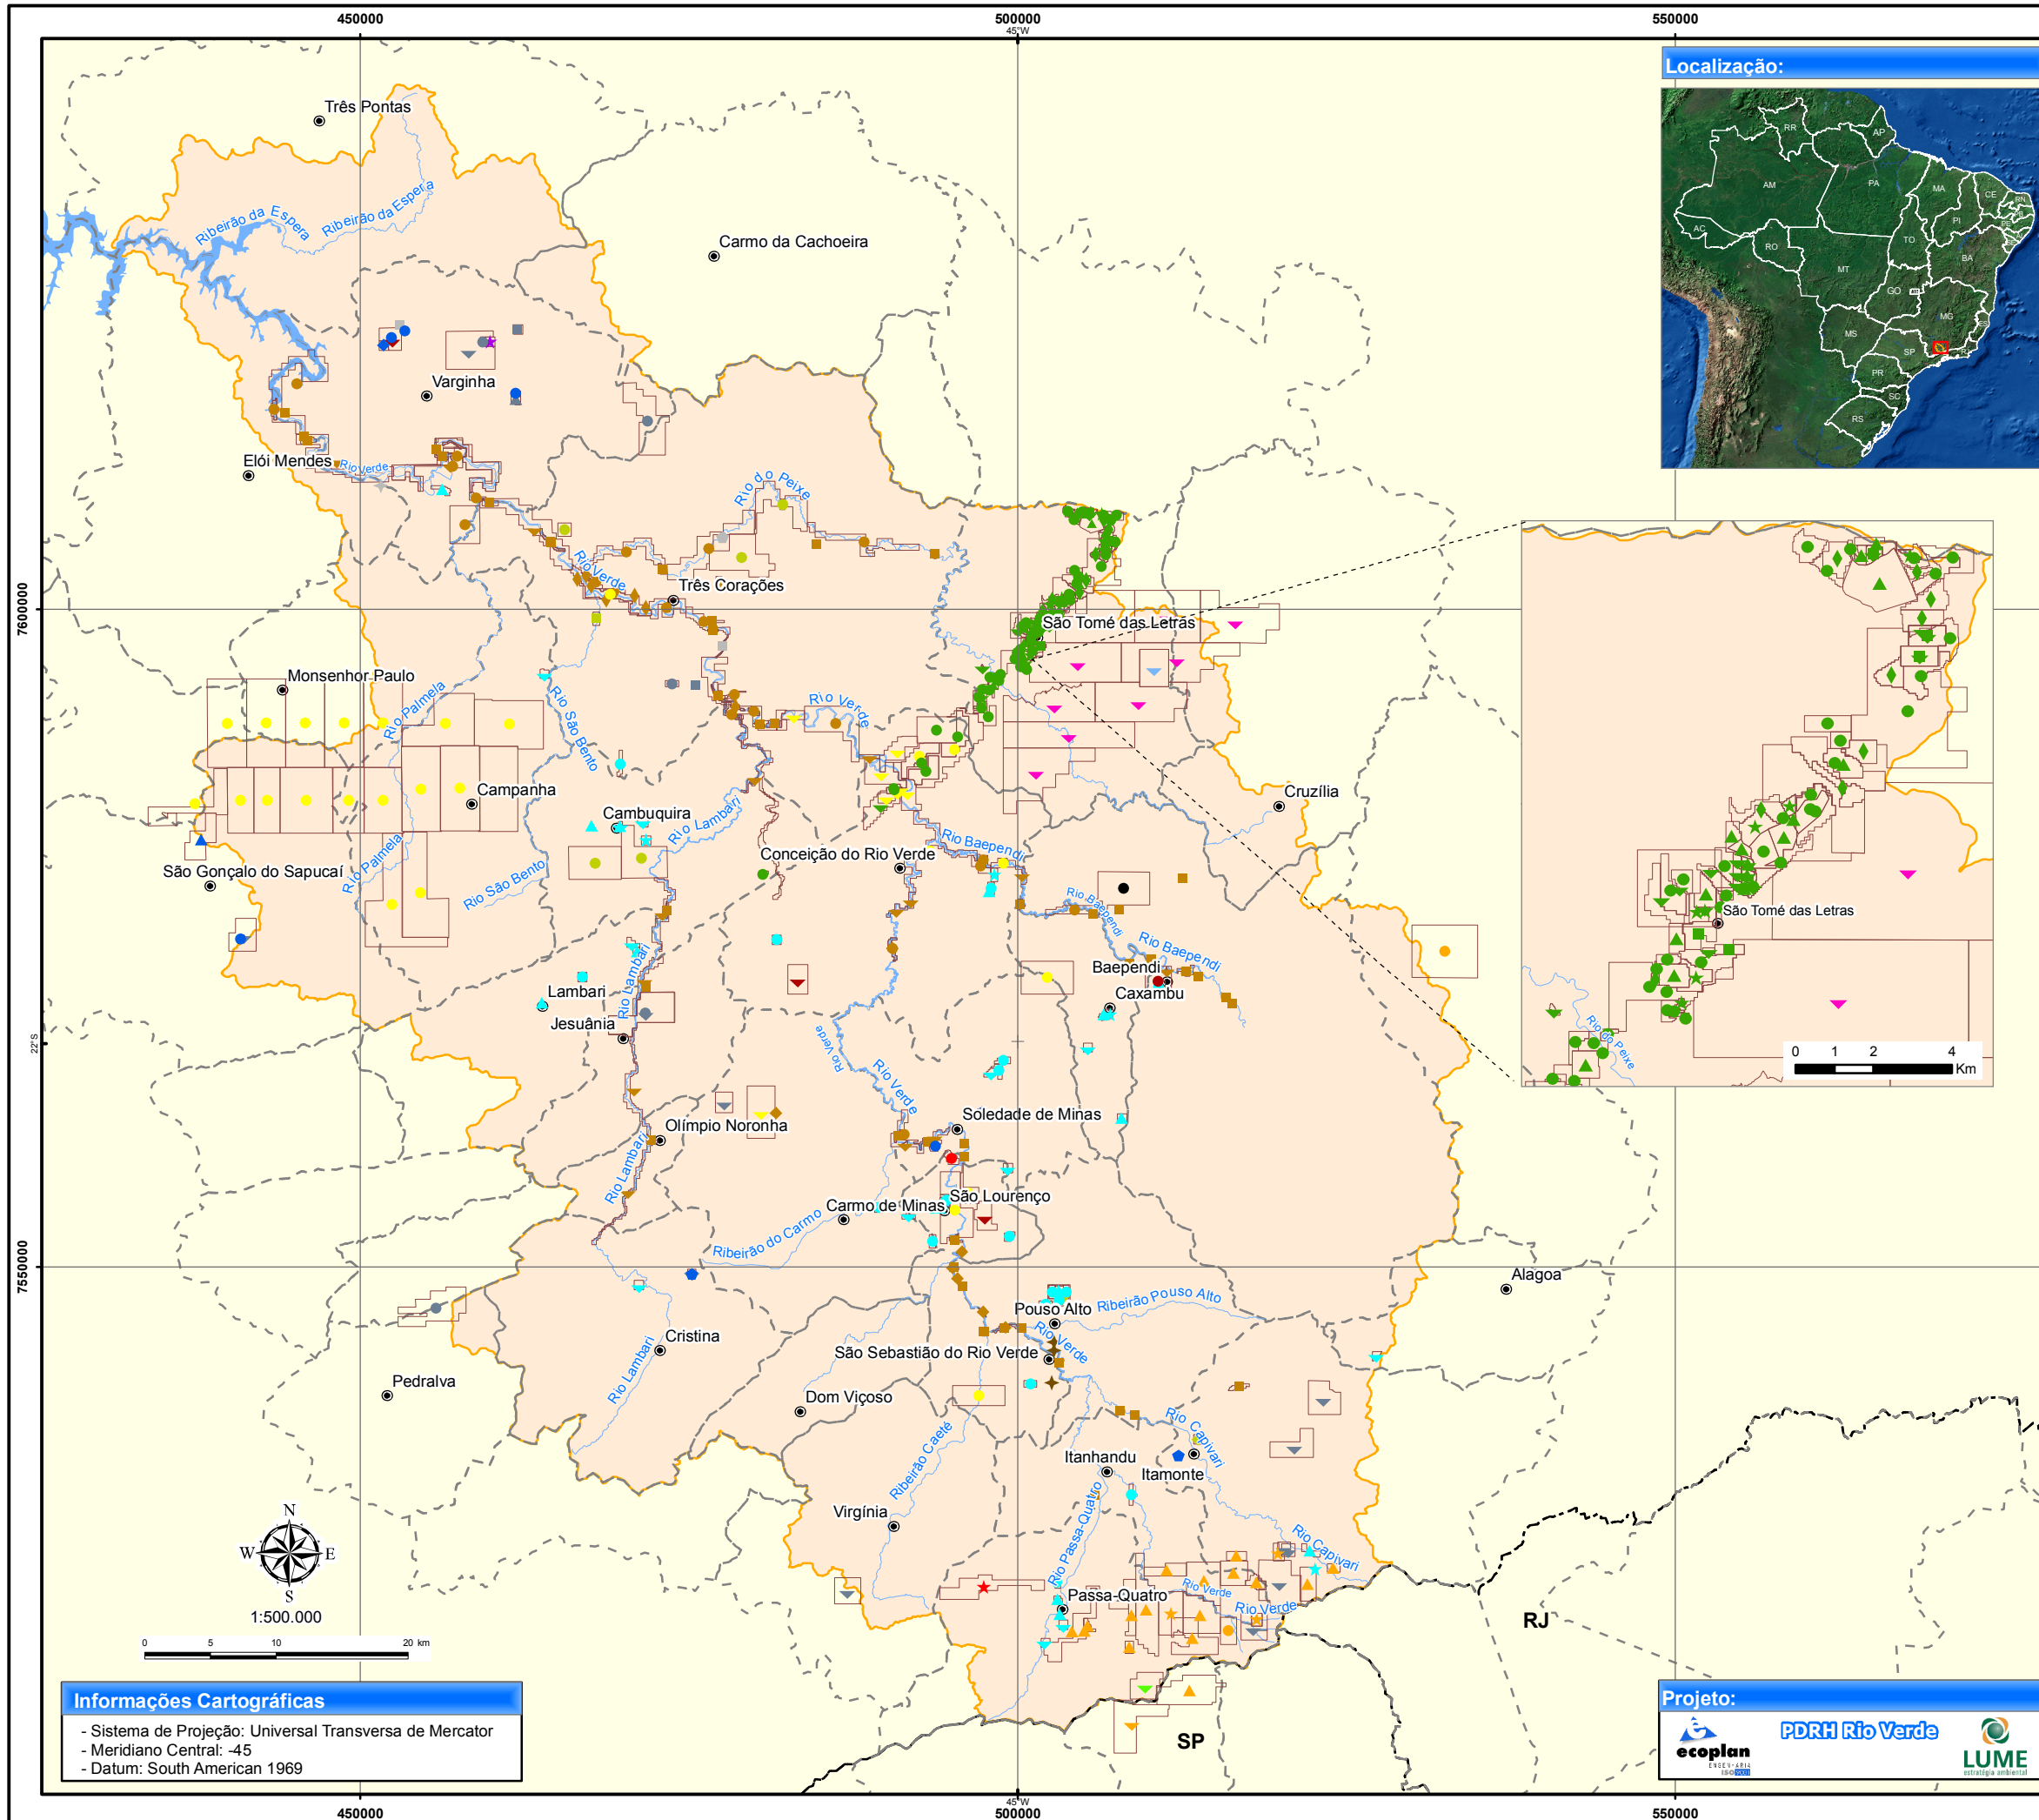 450000
500000
550000
45°W
Localização:
RR
AP
AM
PA
MA
CE
RN
PI
AC
RO
TO
BA
MT
GO
MG
MS
ES
SP
RJ
PR
SC
RS
Três Pontas
Ribeirão da Espera
Ribeirão da Espera
Carmo da Cachoeira
Varginha
Elói Mendes
Rio Verde
Rio do Peixe
Rio Verde
Três Corações
7600000
São Tomé das Letras
Monsenhor Paulo
Rio Palmela
Rio São Bento
Rio Verde
Campanha
Cambuquira
Rio Lambari
Cruzília
Rio Baependi
Conceição do Rio Verde
São Gonçalo do Sapucaí
Rio Palmela
Rio São Bento
Rio Baependi
Rio Baependi
Baependi
Caxambu
Rio Lambari
Lambari
Jesuânia
22°S
Rio Verde
Rio Verde
São Tomé das Letras
Rio do Peixe
0 1 2 4
Km
Soledade de Minas
Olímpio Noronha
Rio Lambari
São Lourenço
Carmo de Minas
Ribeirão do Carmo
7550000
Alagoa
Ribeirão Pouso Alto
Pouso Alto
Rio Verde
São Sebastião do Rio Verde
Cristina
Rio Lambari
Pedralva
Dom Viçoso
Rio Capivari
Ribeirão Caeté
Itanhandu
Itamonte
Virgínia
Rio Passa-Quatro
Rio Capivari
Rio Verde
Rio Verde
Passa-Quatro
RJ
SP
N
W E
S
1:500.000
0 5 10 20 km
Informações Cartográficas
- Sistema de Projeção: Universal Transversa de Mercator
- Meridiano Central: -45
- Datum: South American 1969
Projeto:
ecoplan
ENGENHARIA
ISO 9001
PDRH Rio Verde
LUME
estratégia ambiental
450000
45°W
500000
550000